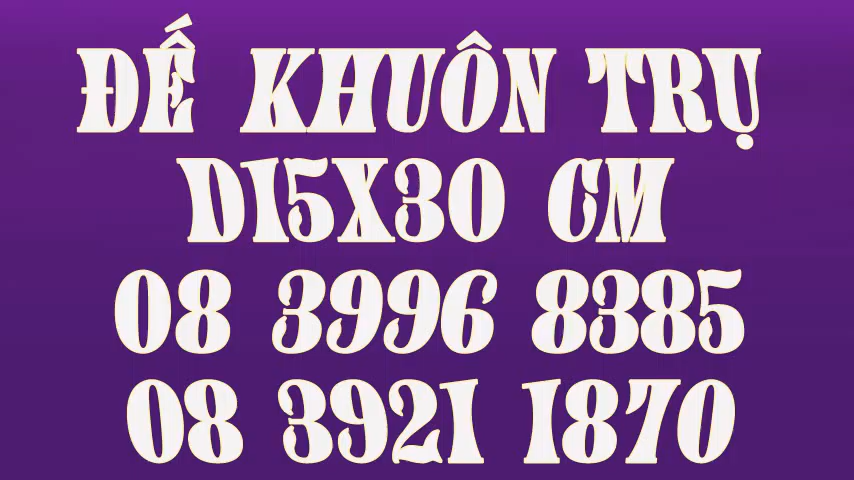 ĐẾ KHUÔN TRỤ
D15X30 CM
08 3996 8385
08 3921 1870